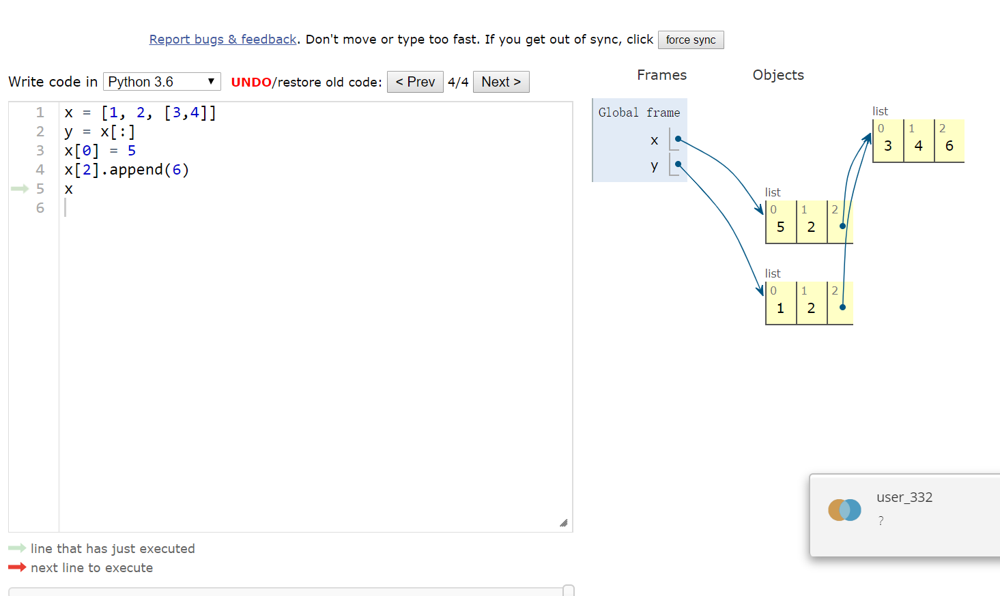 Report bugs & feedback. Don't move or type too fast. If you get out of sync, click force sync
Write code in Python 3.6 UNDO/restore old code: < Prev 4/4 Next >
1 x = [1, 2, [3,4]]
2 y = x[:]
3 x[0] = 5
4 x[2].append(6)
5 x
6
line that has just executed
next line to execute
Frames Objects
Global frame
x
y
list
0 1 2
3 4 6
list
0 1 2
5 2
list
0 1 2
1 2
user_332
?